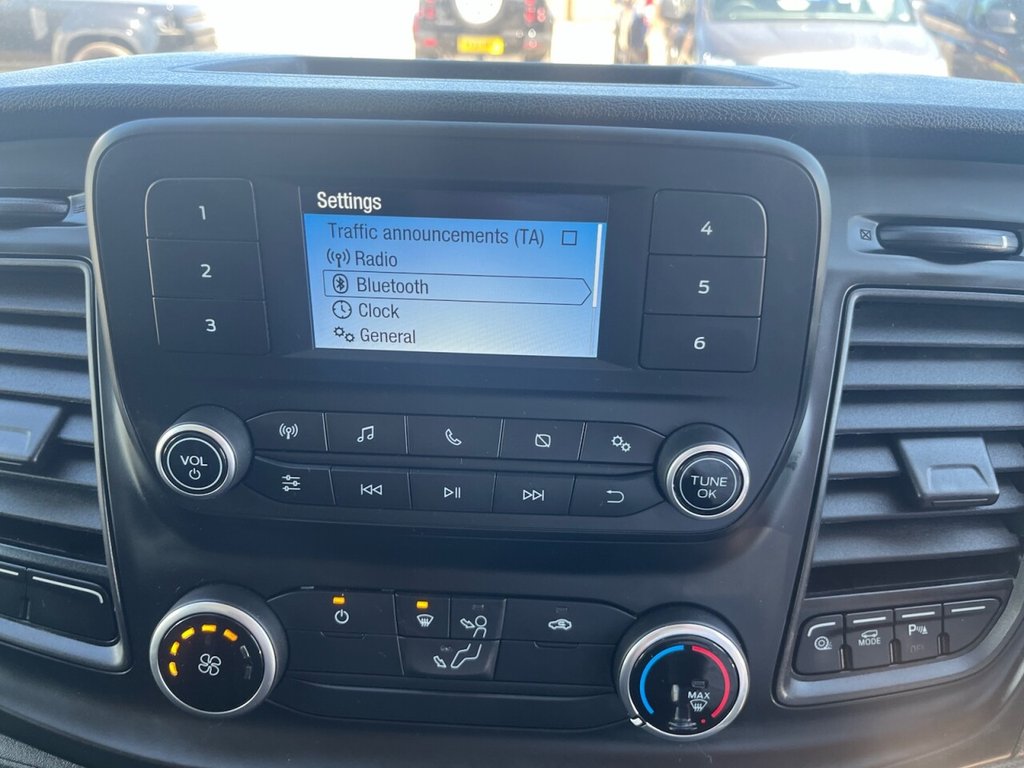 Settings
Traffic announcements (TA)
Radio
Bluetooth
Clock
General
1
2
3
4
5
6
VOL
TUNE
OK
MAX
MODE
P
OFF